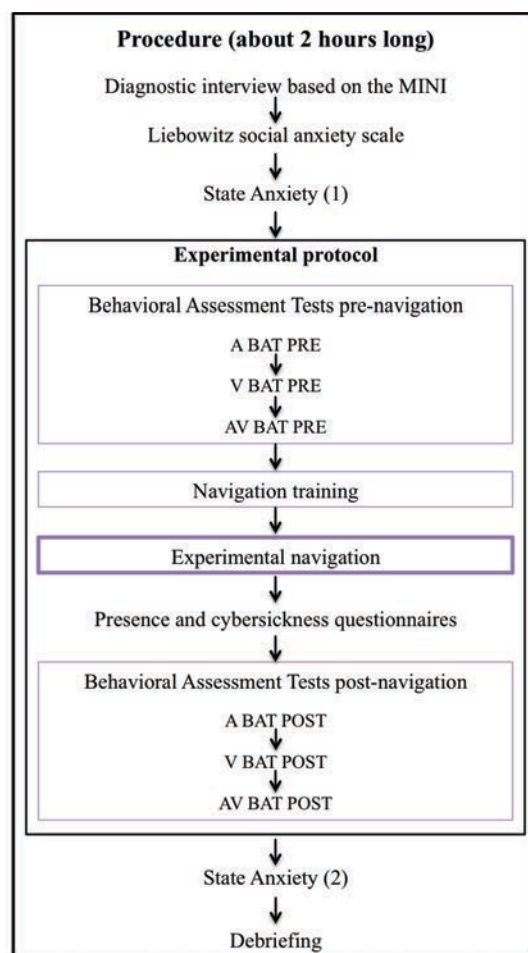 Procedure (about 2 hours long)
Diagnostic interview based on the MINI
Liebowitz social anxiety scale
State Anxiety (1)
Experimental protocol
Behavioral Assessment Tests pre-navigation
A BAT PRE
V BAT PRE
AV BAT PRE
Navigation training
Experimental navigation
Presence and cybersickness questionnaires
Behavioral Assessment Tests post-navigation
A BAT POST
V BAT POST
AV BAT POST
State Anxiety (2)
Debriefing